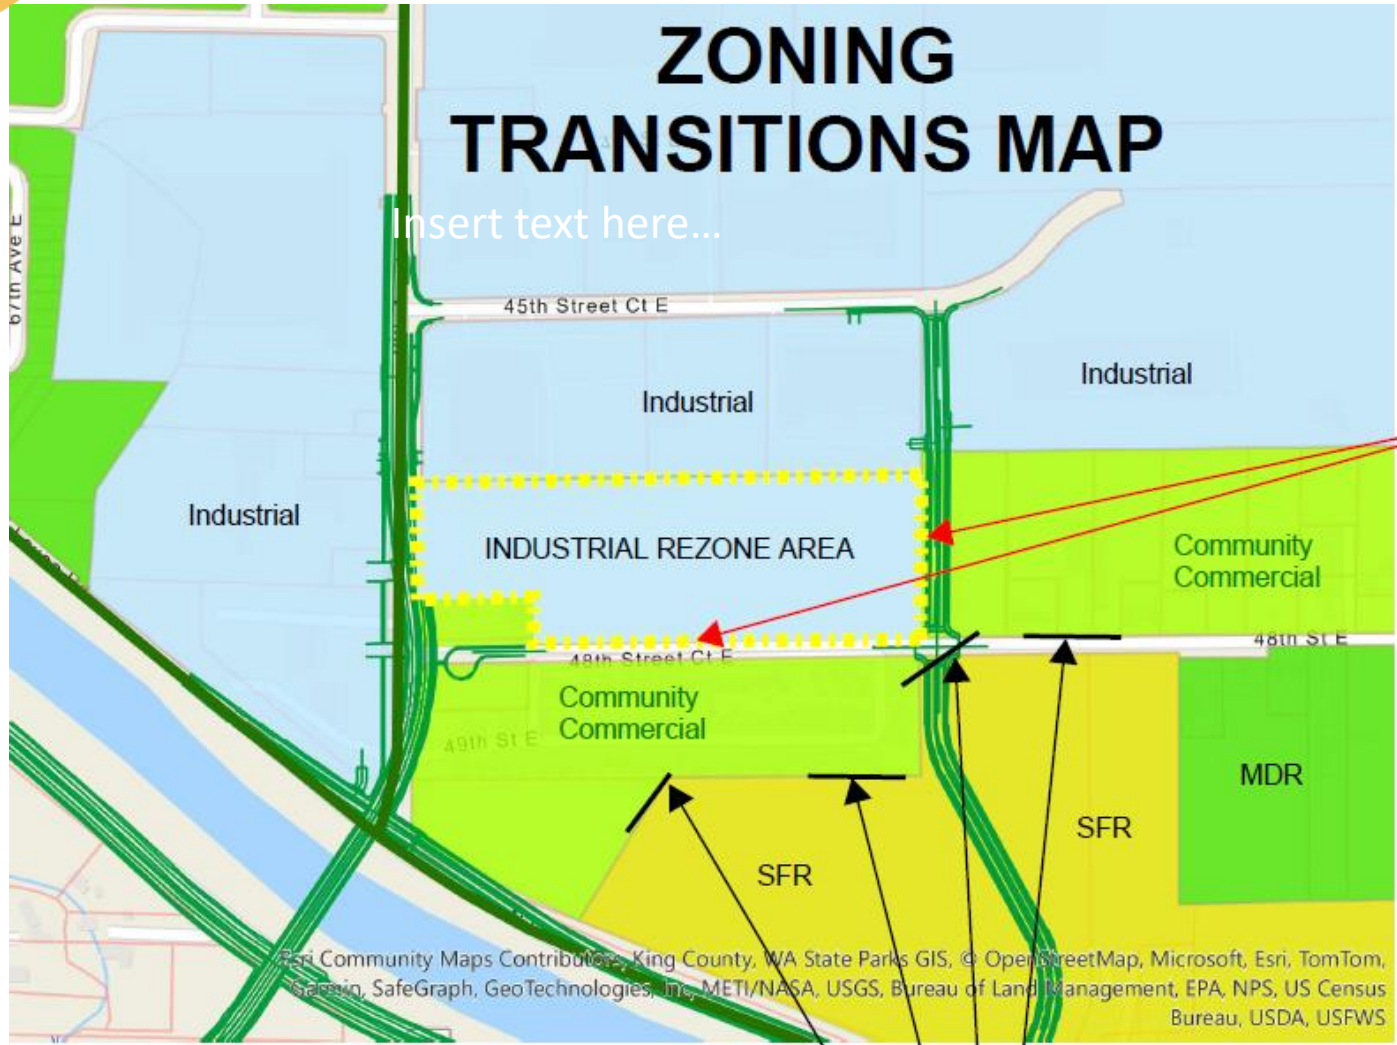 ZONING
TRANSITIONS MAP
Insert text here...
67th Ave E
45th Street Ct E
Industrial
Industrial
Industrial
INDUSTRIAL REZONE AREA
Community
Commercial
48th St E
48th Street Ct E
Community
Commercial
49th St E
MDR
SFR
SFR
Esri Community Maps Contributors, King County, WA State Parks GIS, © OpenStreetMap, Microsoft, Esri, TomTom,
Garmin, SafeGraph, GeoTechnologies, Inc, METI/NASA, USGS, Bureau of Land Management, EPA, NPS, US Census
Bureau, USDA, USFWS